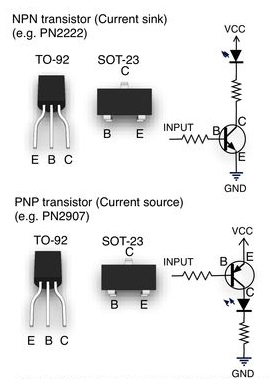 NPN transistor (Current sink)
(e.g. PN2222)
VCC
TO-92 SOT-23
C
INPUT B C
E
B E
E B C
GND
PNP transistor (Current source)
(e.g. PN2907)
VCC
TO-92 SOT-23
C
INPUT B E
C
B E
E B C
GND